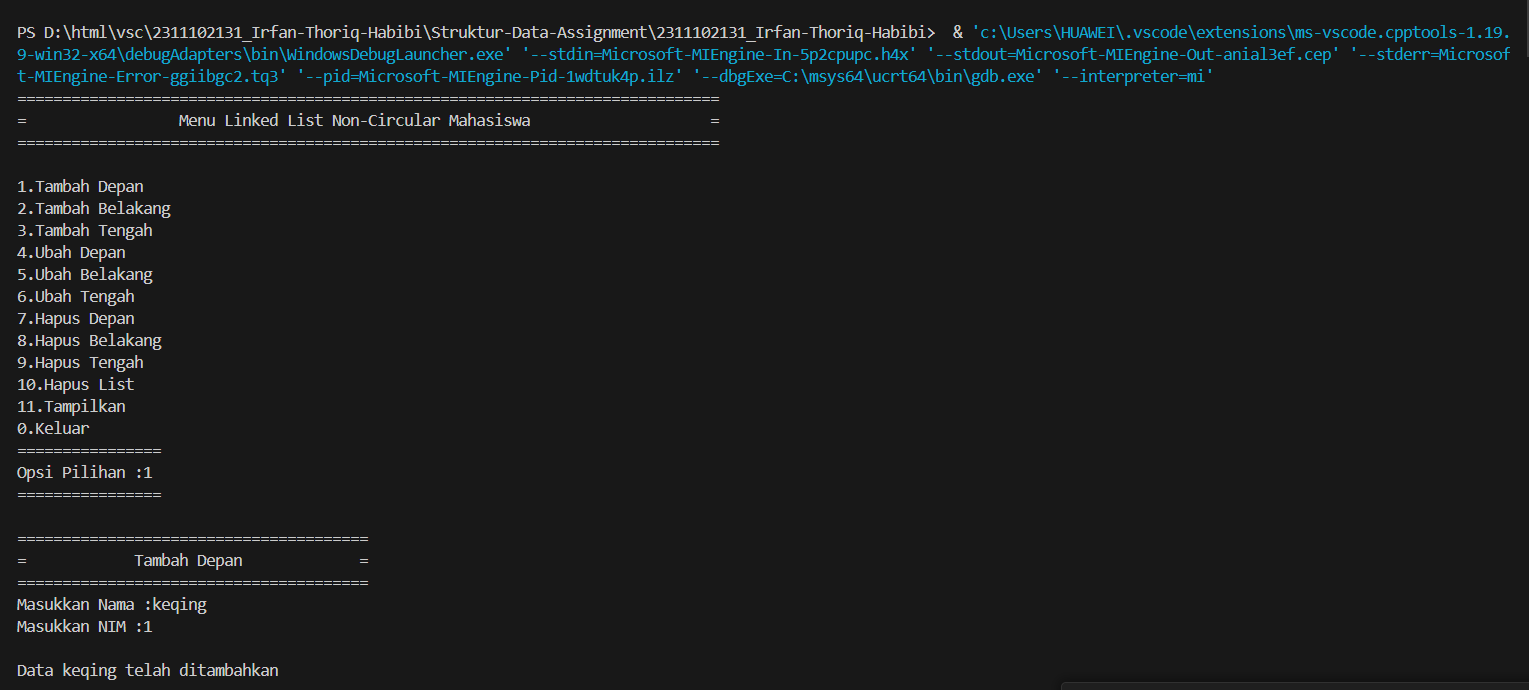 PS D:\html\vsc\2311102131_Irfan-Thoriq-Habibi\Struktur-Data-Assignment\2311102131_Irfan-Thoriq-Habibi>  & 'c:\Users\HUAWEI\.vscode\extensions\ms-vscode.cpptools-1.19.
9-win32-x64\debugAdapters\bin\WindowsDebugLauncher.exe' '--stdin=Microsoft-MIEngine-In-5p2cpupc.h4x' '--stdout=Microsoft-MIEngine-Out-anial3ef.cep' '--stderr=Microsof
t-MIEngine-Error-ggiibgc2.tq3' '--pid=Microsoft-MIEngine-Pid-1wdtuk4p.ilz' '--dbgExe=C:\msys64\ucrt64\bin\gdb.exe' '--interpreter=mi'
==============================================================================
=                 Menu Linked List Non-Circular Mahasiswa                    =
==============================================================================

1.Tambah Depan
2.Tambah Belakang
3.Tambah Tengah
4.Ubah Depan
5.Ubah Belakang
6.Ubah Tengah
7.Hapus Depan
8.Hapus Belakang
9.Hapus Tengah
10.Hapus List
11.Tampilkan
0.Keluar
================
Opsi Pilihan :1
================

=======================================
=            Tambah Depan             =
=======================================
Masukkan Nama :keqing
Masukkan NIM :1

Data keqing telah ditambahkan